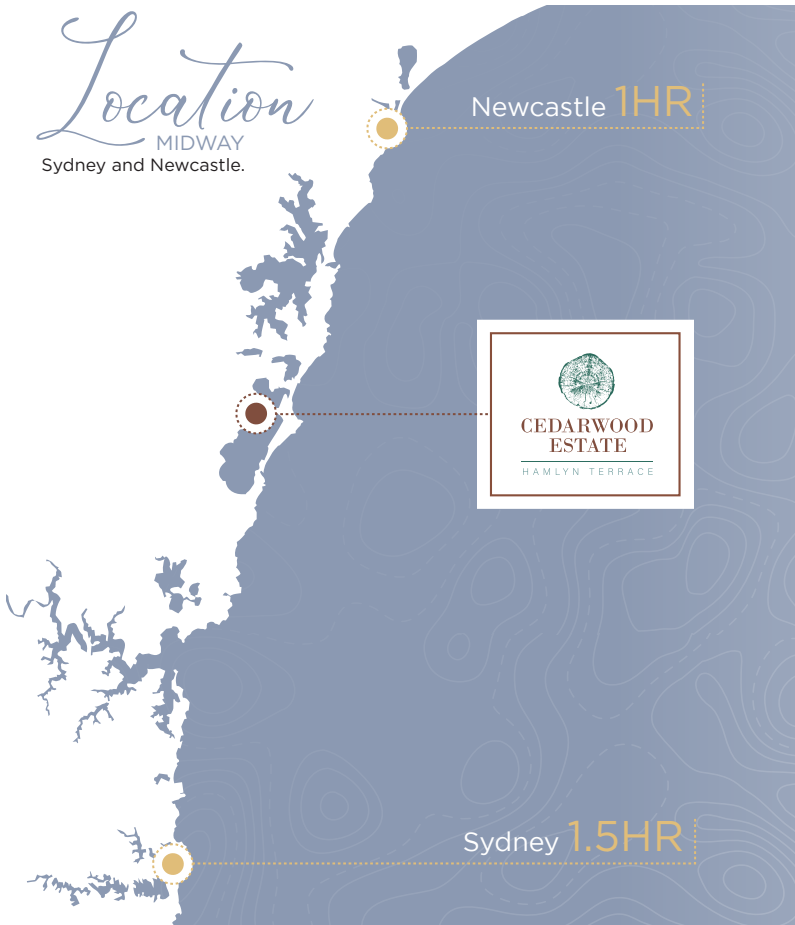 Location
MIDWAY
Sydney and Newcastle.
Newcastle 1HR
CEDARWOOD
ESTATE
HAMLYN TERRACE
Sydney 1.5HR